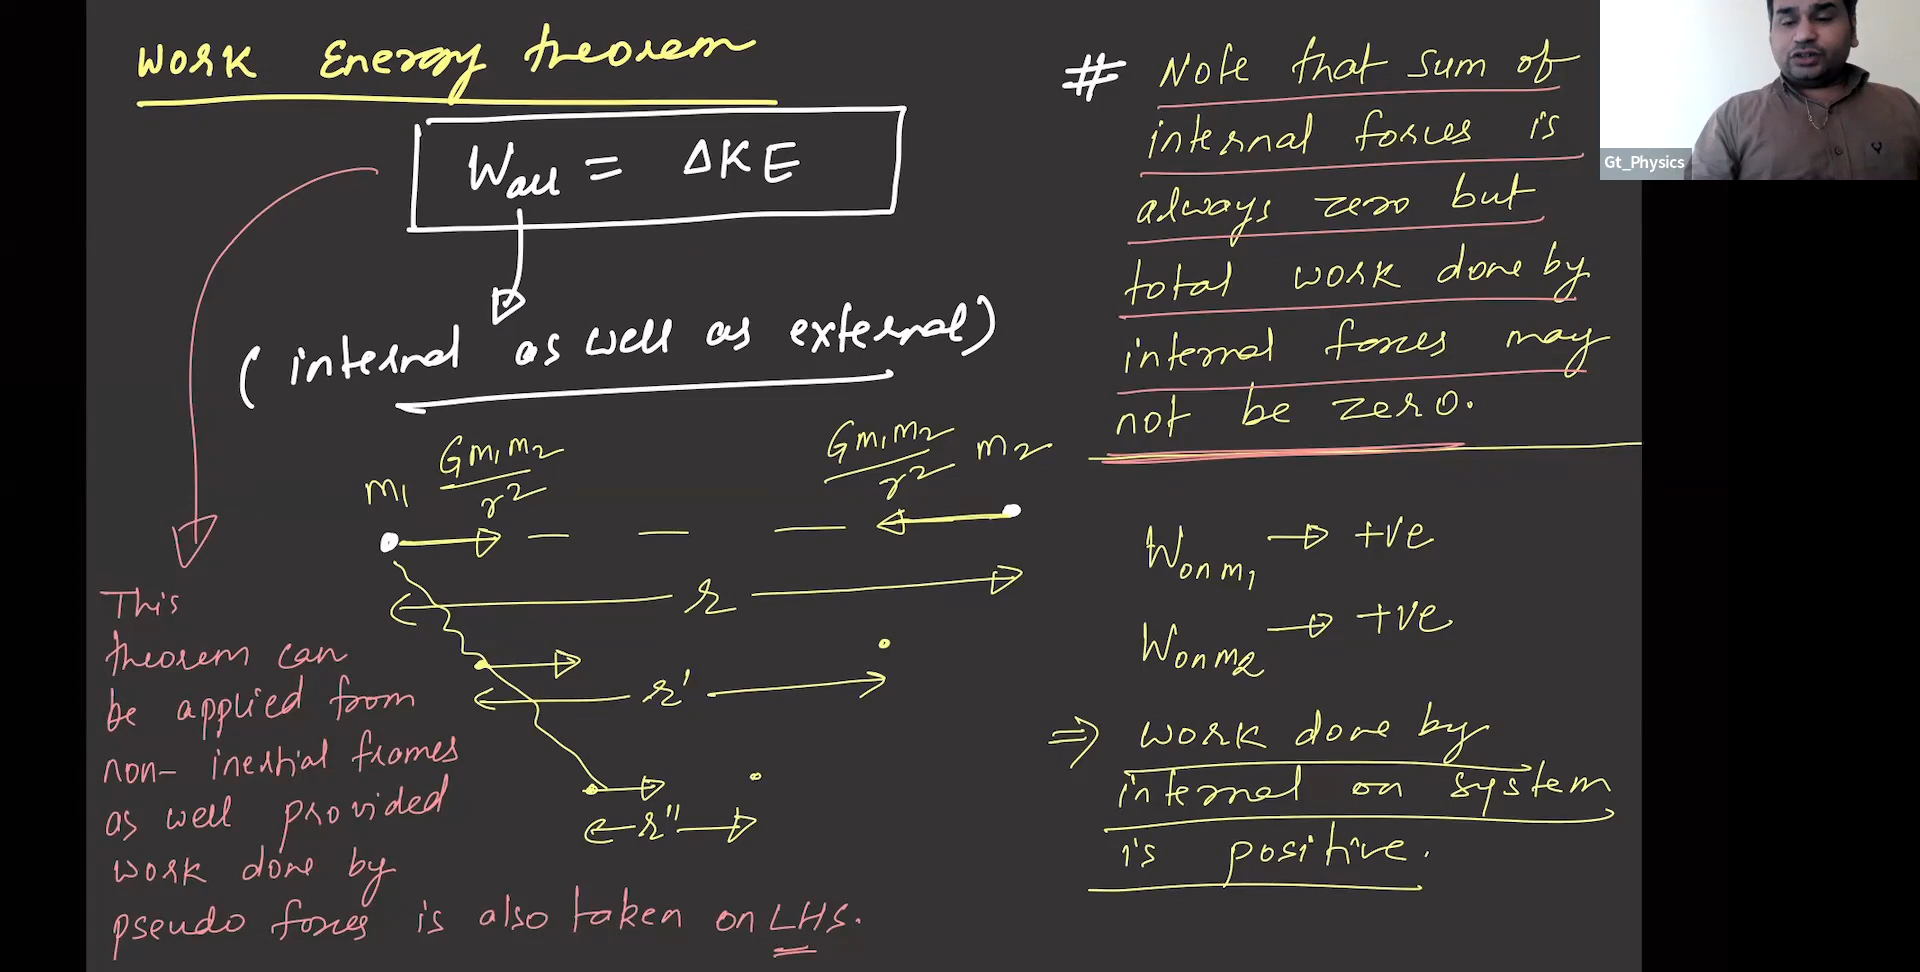 Work Energy theorem
Wall = ΔKE
(internal as well as external)
Gm1m2/r2
Gm1m2/r2
m1
m2
r
r'
r"
This
theorem can
be applied from
non-inertial frames
as well provided
work done by
pseudo forces is also taken on LHS.
# Note that sum of
internal forces is
always zero but
total work done by
internal forces may
not be zero.
Won m1 → +ve
Won m2 → +ve
⇒ work done by
internal on system
is positive.
Gt_Physics